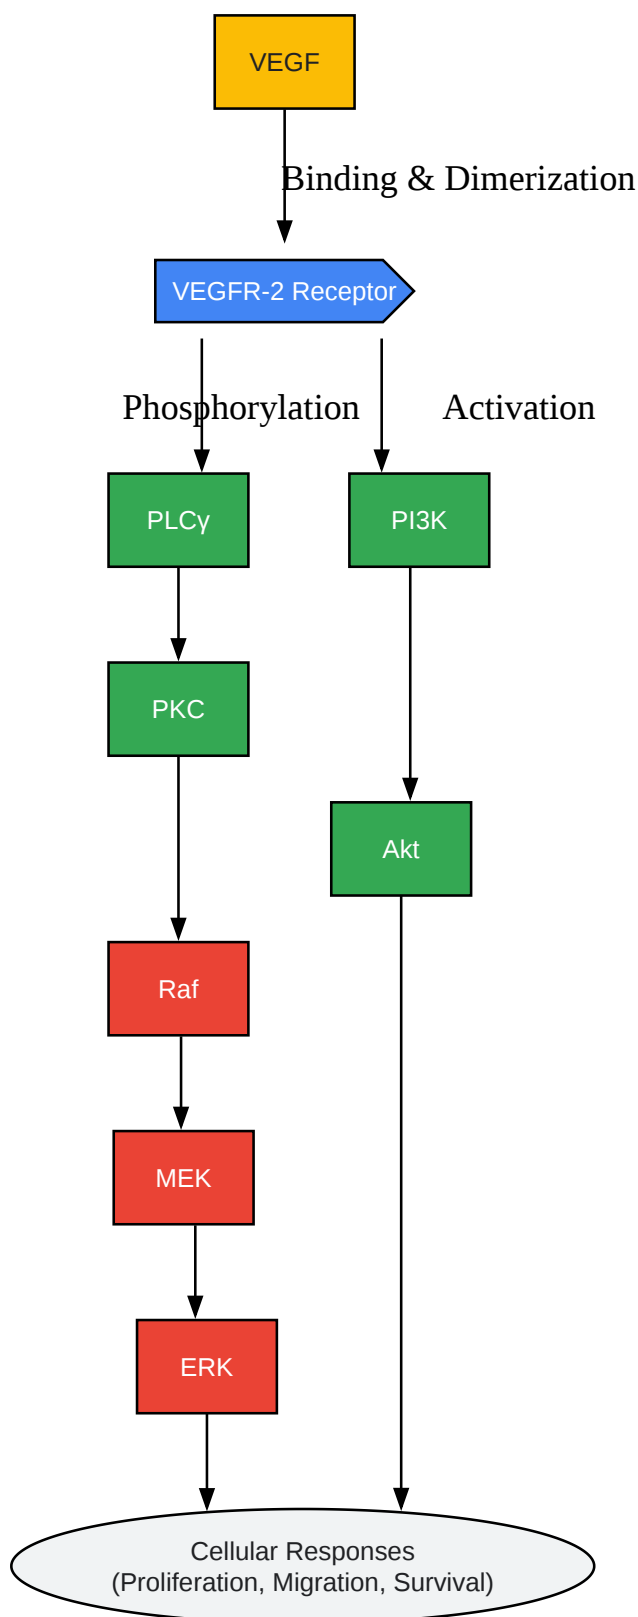 VEGF
Binding & Dimerization
VEGFR-2 Receptor
Phosphorylation
Activation
PLCγ
PI3K
PKC
Akt
Raf
MEK
ERK
Cellular Responses
(Proliferation, Migration, Survival)